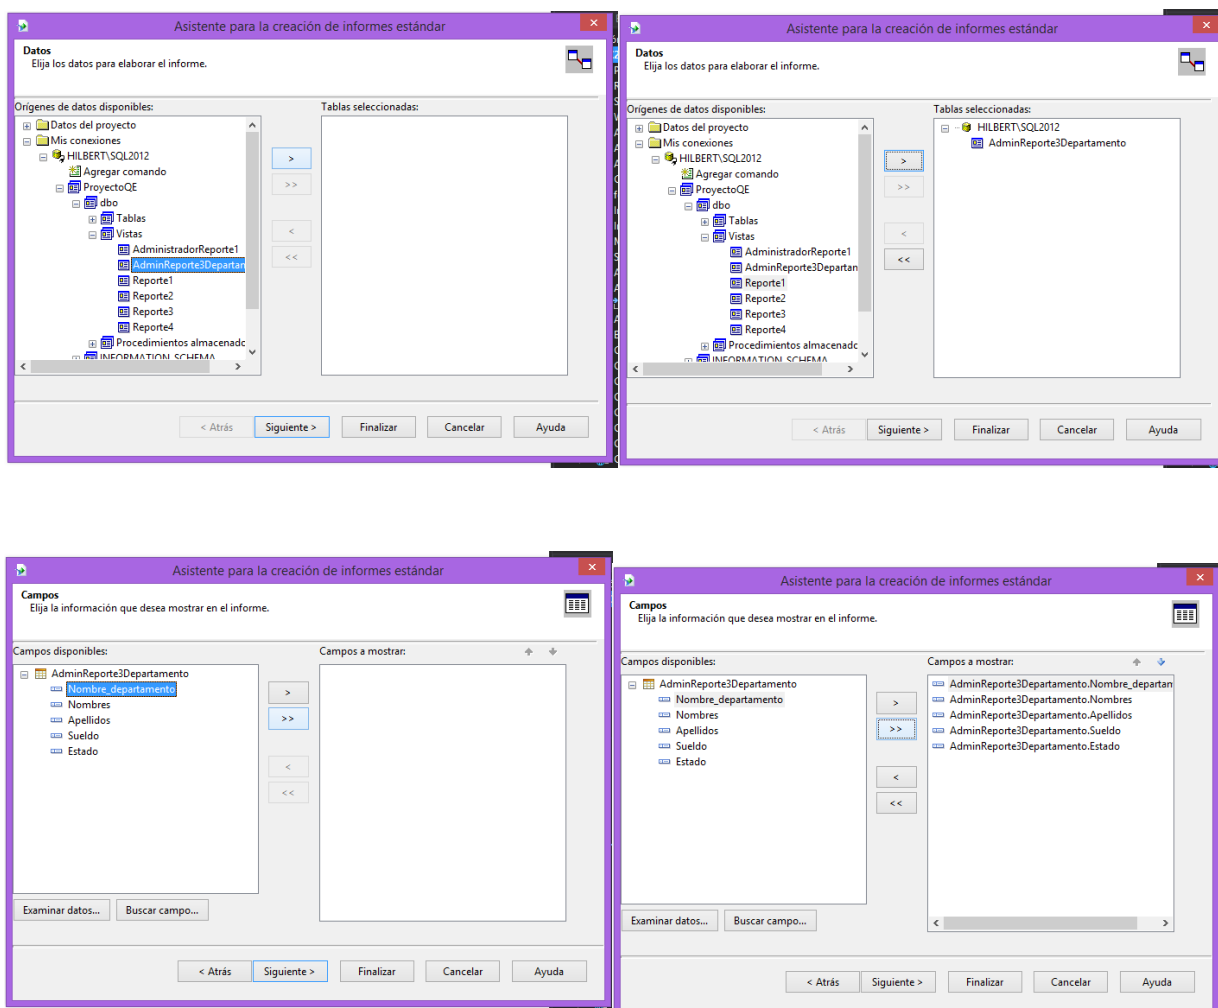 Asistente para la creación de informes estándar
Datos
Elija los datos para elaborar el informe.
Orígenes de datos disponibles:
Tablas seleccionadas:
Datos del proyecto
Mis conexiones
HILBERT\SQL2012
Agregar comando
ProyectoQE
dbo
Tablas
Vistas
AdministradorReporte1
AdminReporte3Departan
Reporte1
Reporte2
Reporte3
Reporte4
Procedimientos almacenadc
INFORMATION_SCHEMA
>
>>
<
<<
< Atrás
Siguiente >
Finalizar
Cancelar
Ayuda
Asistente para la creación de informes estándar
Datos
Elija los datos para elaborar el informe.
Orígenes de datos disponibles:
Tablas seleccionadas:
Datos del proyecto
Mis conexiones
HILBERT\SQL2012
Agregar comando
ProyectoQE
dbo
Tablas
Vistas
AdministradorReporte1
AdminReporte3Departan
Reporte1
Reporte2
Reporte3
Reporte4
Procedimientos almacenadc
INFORMATION_SCHEMA
>
>>
<
<<
HILBERT\SQL2012
AdminReporte3Departamento
< Atrás
Siguiente >
Finalizar
Cancelar
Ayuda
Asistente para la creación de informes estándar
Campos
Elija la información que desea mostrar en el informe.
Campos disponibles:
Campos a mostrar:
AdminReporte3Departamento
Nombre_departamento
Nombres
Apellidos
Sueldo
Estado
>
>>
<
<<
Examinar datos...
Buscar campo...
< Atrás
Siguiente >
Finalizar
Cancelar
Ayuda
Asistente para la creación de informes estándar
Campos
Elija la información que desea mostrar en el informe.
Campos disponibles:
Campos a mostrar:
AdminReporte3Departamento
Nombre_departamento
Nombres
Apellidos
Sueldo
Estado
>
>>
<
<<
AdminReporte3Departamento.Nombre_departan
AdminReporte3Departamento.Nombres
AdminReporte3Departamento.Apellidos
AdminReporte3Departamento.Sueldo
AdminReporte3Departamento.Estado
Examinar datos...
Buscar campo...
< Atrás
Siguiente >
Finalizar
Cancelar
Ayuda